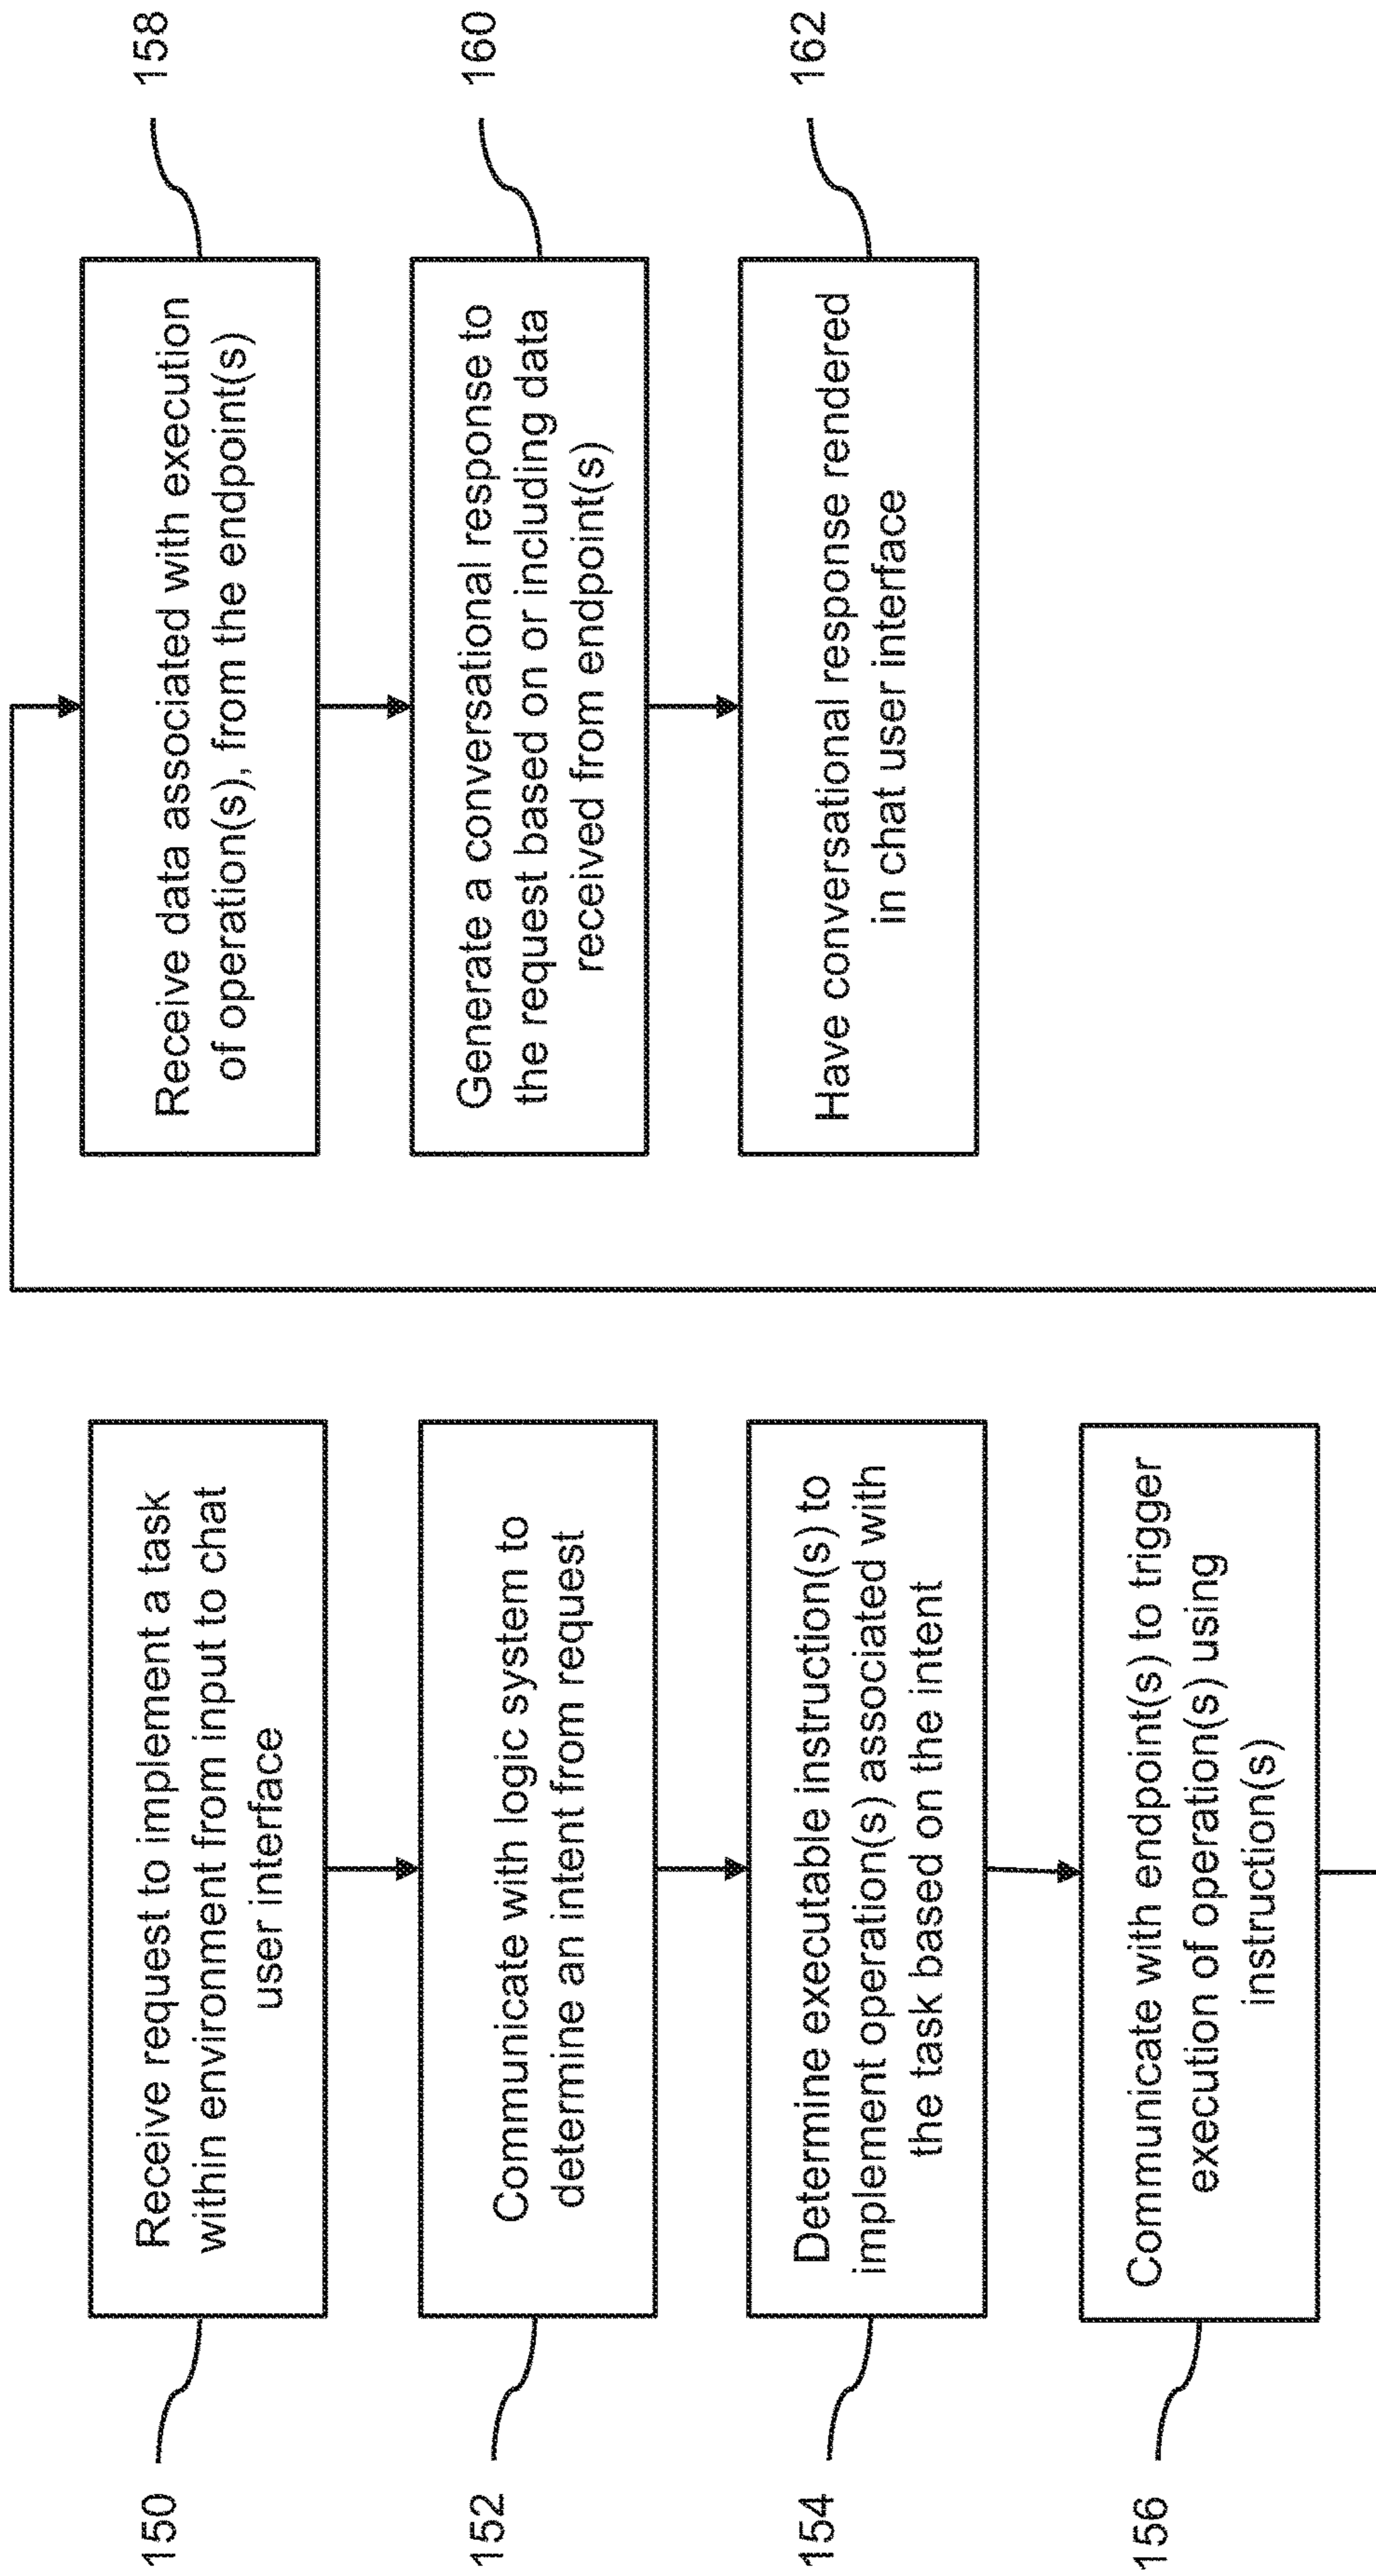 150
Receive request to implement a task
within environment from input to chat
user interface
152
Communicate with logic system to
determine an intent from request
154
Determine executable instruction(s) to
implement operation(s) associated with
the task based on the intent
156
Communicate with endpoint(s) to trigger
execution of operation(s) using
instruction(s)
158
Receive data associated with execution
of operation(s), from the endpoint(s)
160
Generate a conversational response to
the request based on or including data
received from endpoint(s)
162
Have conversational response rendered
in chat user interface